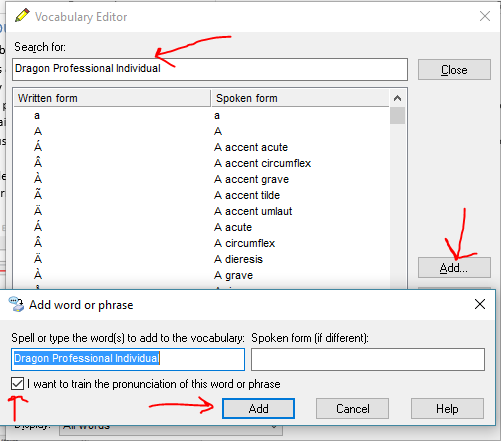 Vocabulary Editor
Search for:
Dragon Professional Individual
Close
Written form Spoken form
a a
A A
Á A accent acute
Â A accent circumflex
À A accent grave
Ã A accent tilde
Ä A accent umlaut
Á A acute
Â A circumflex
Ä A dieresis
À A grave
Add...
Add word or phrase
Spell or type the word(s) to add to the vocabulary: Spoken form (if different):
Dragon Professional Individual
I want to train the pronunciation of this word or phrase
Add Cancel Help
Display: All words